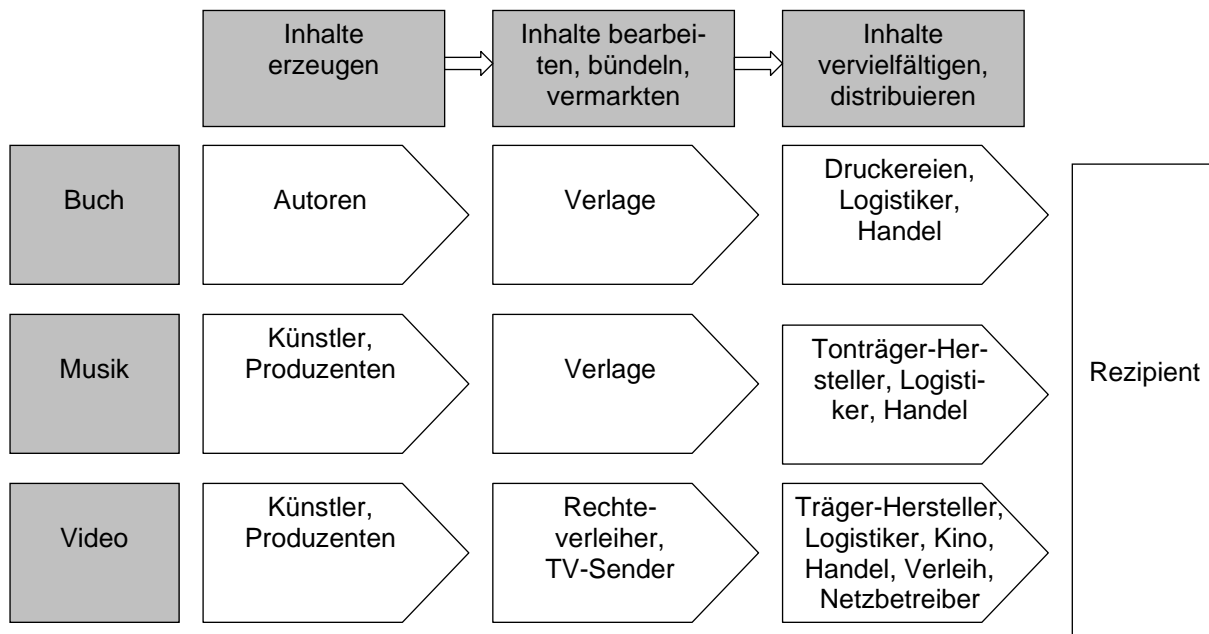 Inhalte
erzeugen
Inhalte bearbei-
ten, bündeln,
vermarkten
Inhalte
vervielfältigen,
distribuieren
Buch
Autoren
Verlage
Druckereien,
Logistiker,
Handel
Musik
Künstler,
Produzenten
Verlage
Tonträger-Her-
steller, Logisti-
ker, Handel
Rezipient
Video
Künstler,
Produzenten
Rechte-
verleiher,
TV-Sender
Träger-Hersteller,
Logistiker, Kino,
Handel, Verleih,
Netzbetreiber